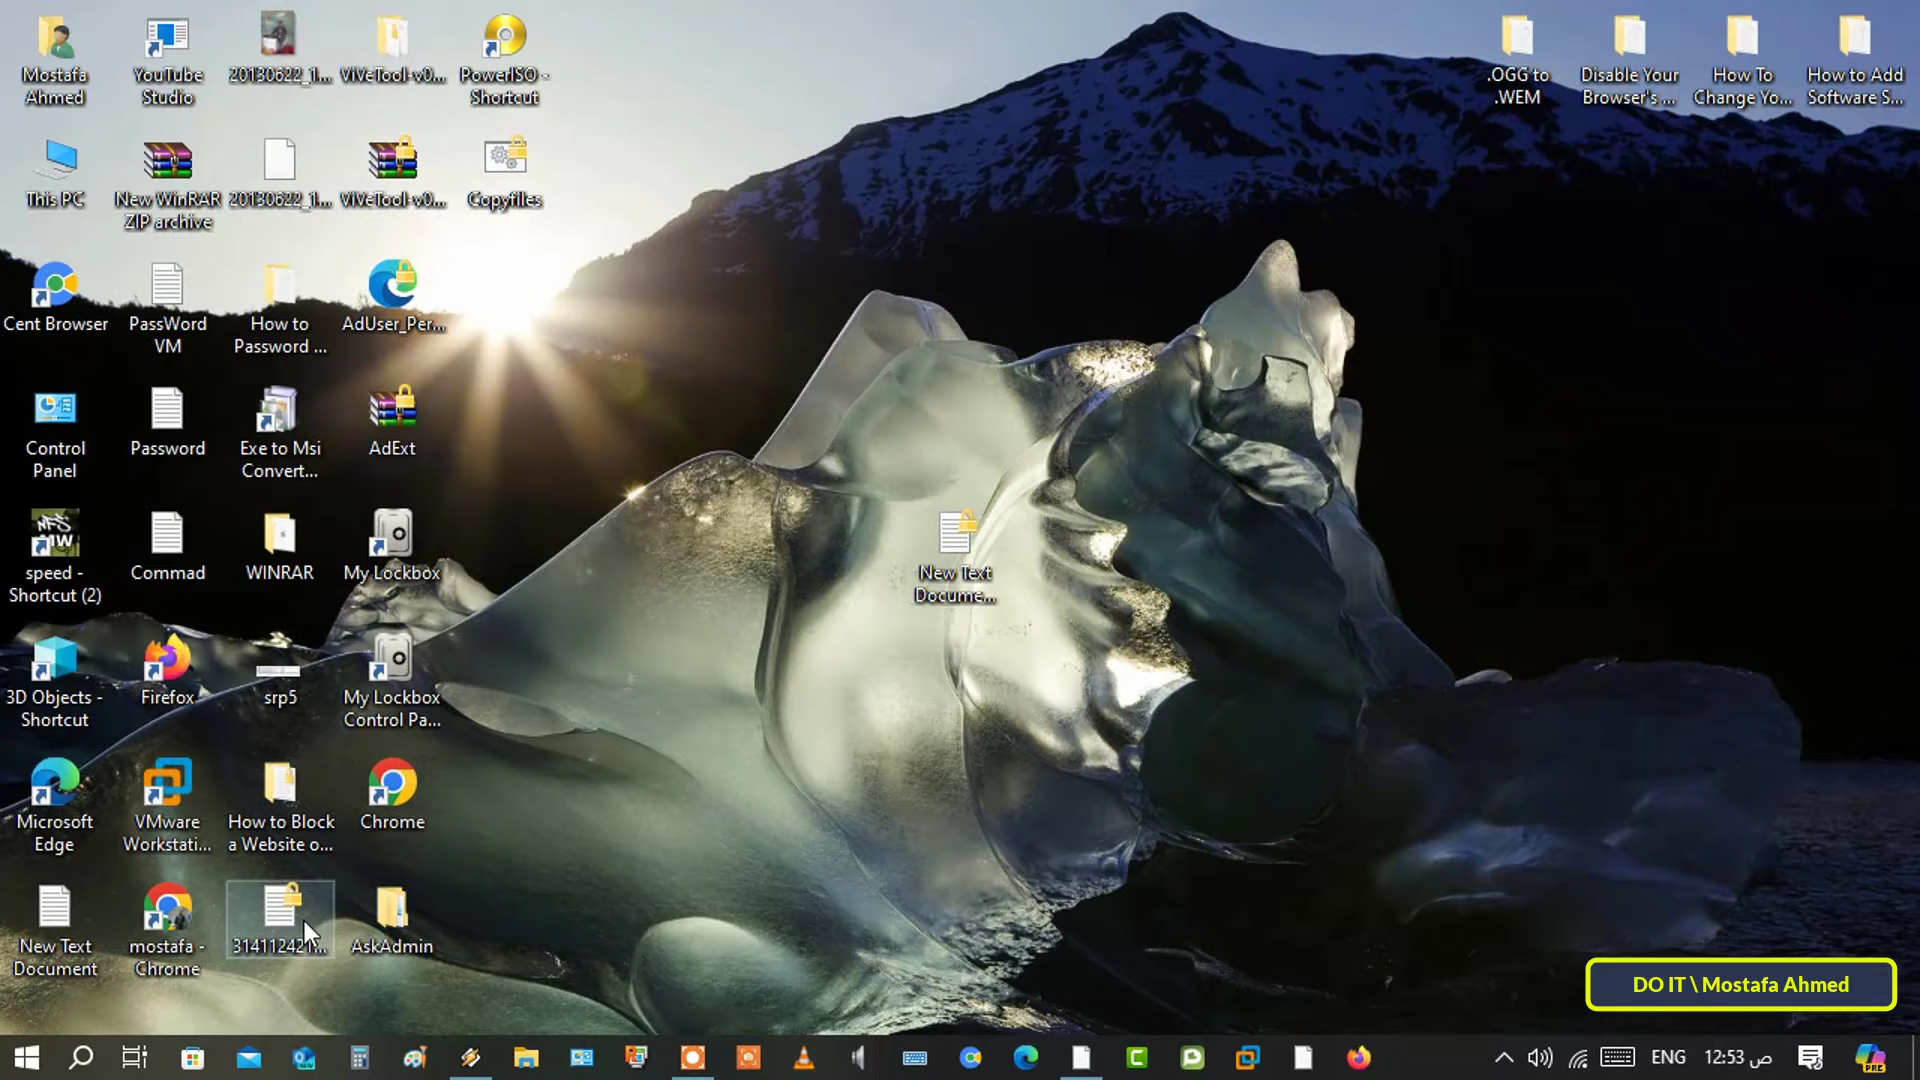 Mostafa
Ahmed
YouTube
Studio
20130622_1...
ViVeTool-v0...
PowerISO -
Shortcut
.OGG to
.WEM
Disable Your
Browser's ...
How To
Change Yo...
How to Add
Software S...
This PC
New WinRAR
ZIP archive
20130622_1...
ViVeTool-v0...
Copyfiles
Cent Browser
PassWord
VM
How to
Password ...
AdUser_Per...
Control
Panel
Password
Exe to Msi
Convert...
AdExt
NFS
MW
speed -
Shortcut (2)
Commad
WINRAR
My Lockbox
New Text
Docume...
3D Objects -
Shortcut
Firefox
srp5
My Lockbox
Control Pa...
Microsoft
Edge
VMware
Workstati...
How to Block
a Website o...
Chrome
New Text
Document
mostafa -
Chrome
314112421...
AskAdmin
DO IT \ Mostafa Ahmed
ENG
12:53 ص
PRE